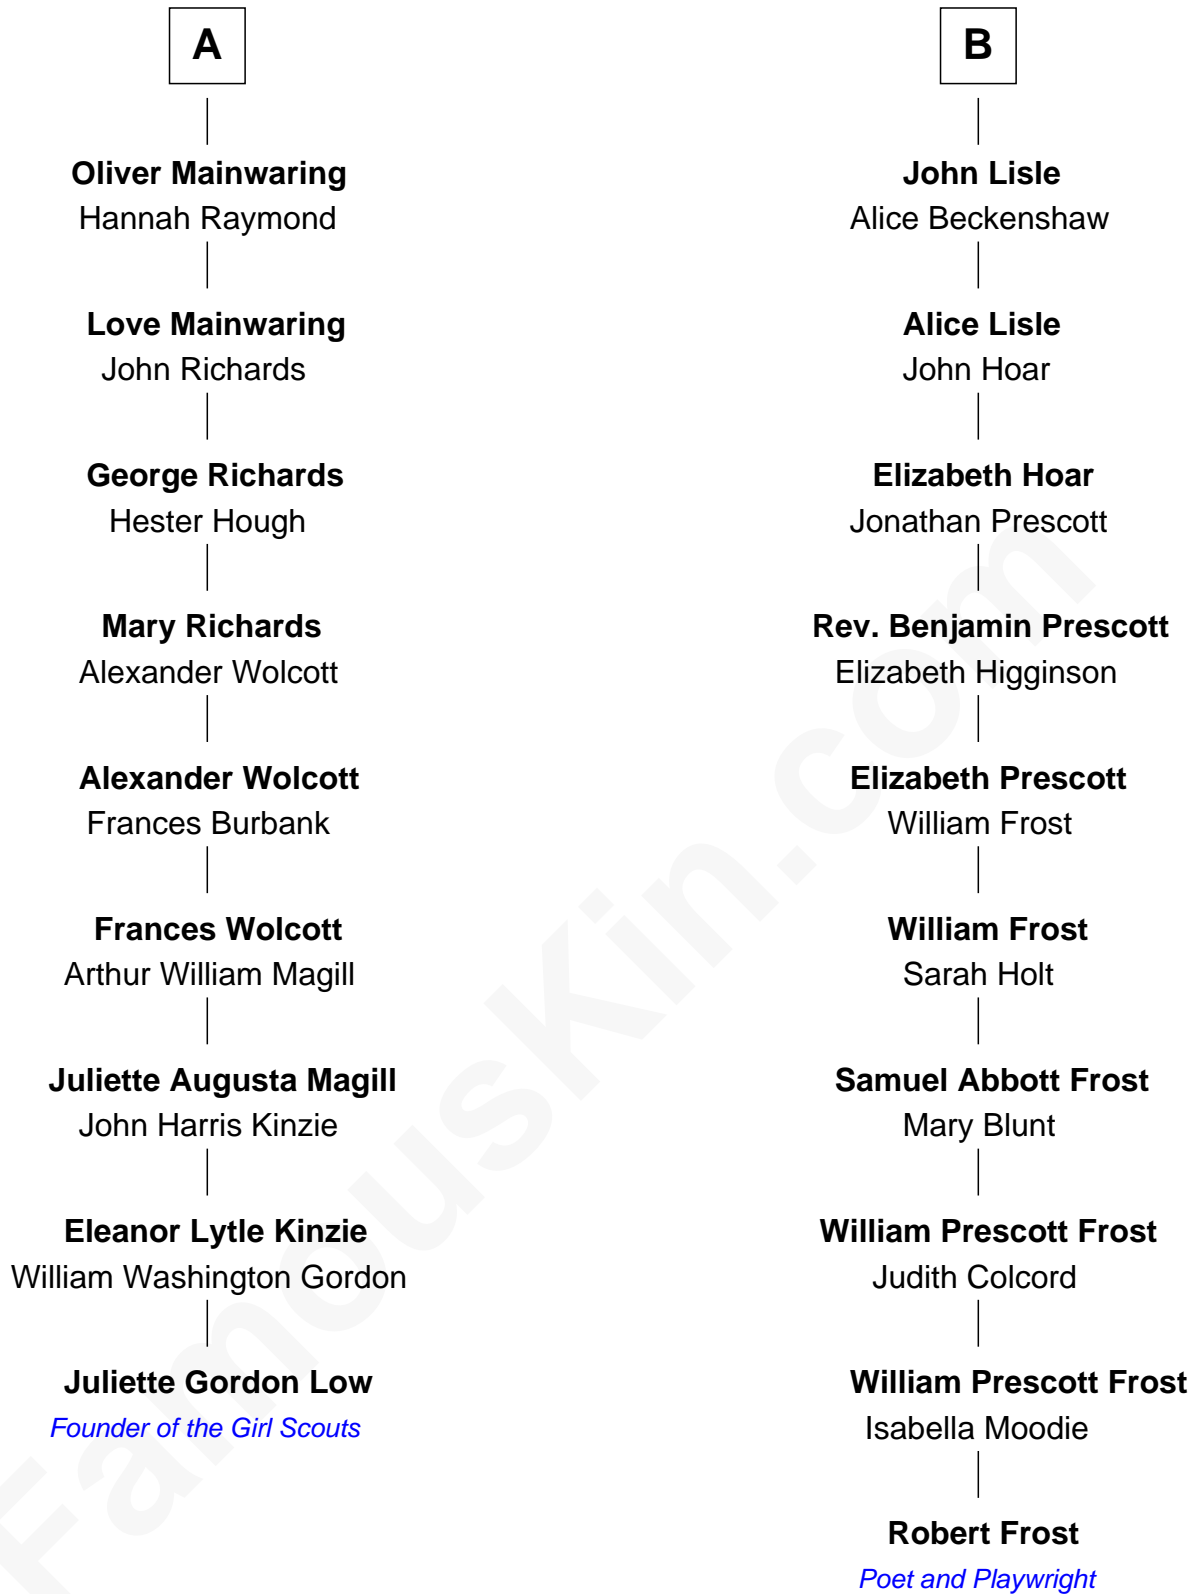 A
Oliver Mainwaring
Hannah Raymond
Love Mainwaring
John Richards
George Richards
Hester Hough
Mary Richards
Alexander Wolcott
Alexander Wolcott
Frances Burbank
Frances Wolcott
Arthur William Magill
Juliette Augusta Magill
John Harris Kinzie
Eleanor Lytle Kinzie
William Washington Gordon
Juliette Gordon Low
Founder of the Girl Scouts
B
John Lisle
Alice Beckenshaw
Alice Lisle
John Hoar
Elizabeth Hoar
Jonathan Prescott
Rev. Benjamin Prescott
Elizabeth Higginson
Elizabeth Prescott
William Frost
William Frost
Sarah Holt
Samuel Abbott Frost
Mary Blunt
William Prescott Frost
Judith Colcord
William Prescott Frost
Isabella Moodie
Robert Frost
Poet and Playwright
FamousKin.com